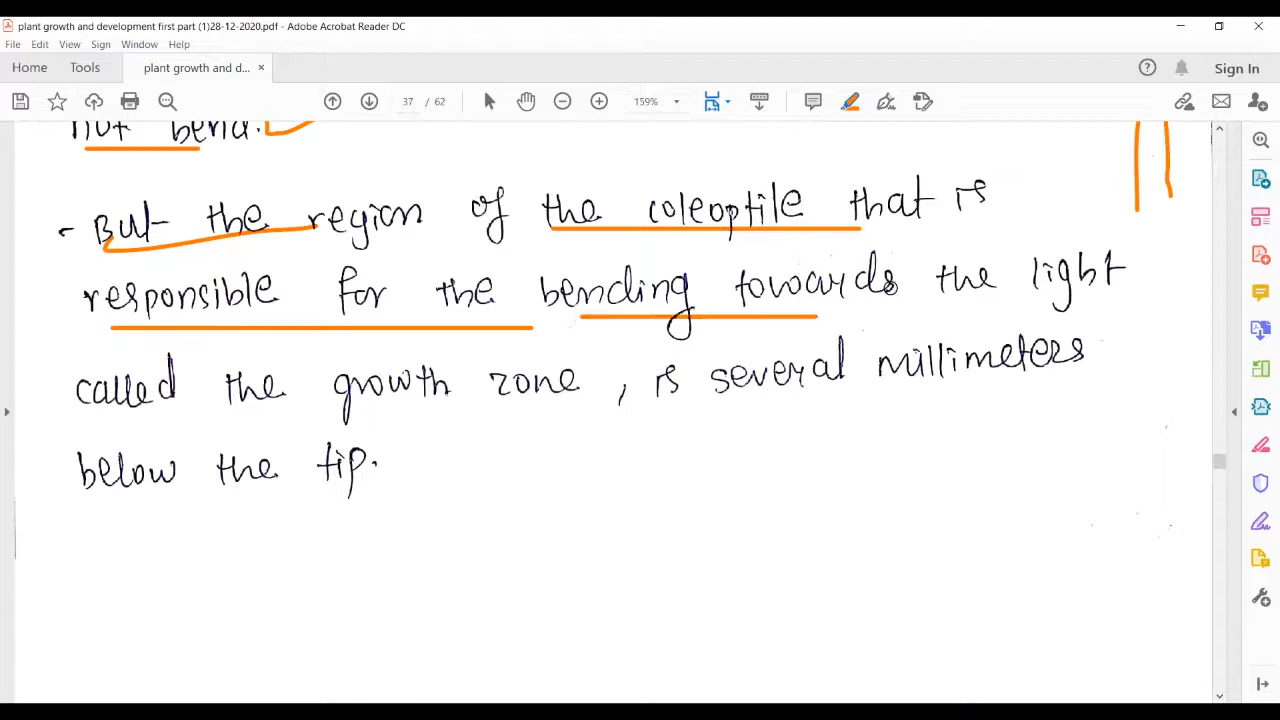 plant growth and development first part (1)28-12-2020.pdf - Adobe Acrobat Reader DC
File Edit View Sign Window Help
Home Tools plant growth and d... × Sign In
37 / 62 159%
not bend.
- But the region of the coleoptile that is
responsible for the bending towards the light
called the growth zone, is several millimeters
below the tip.